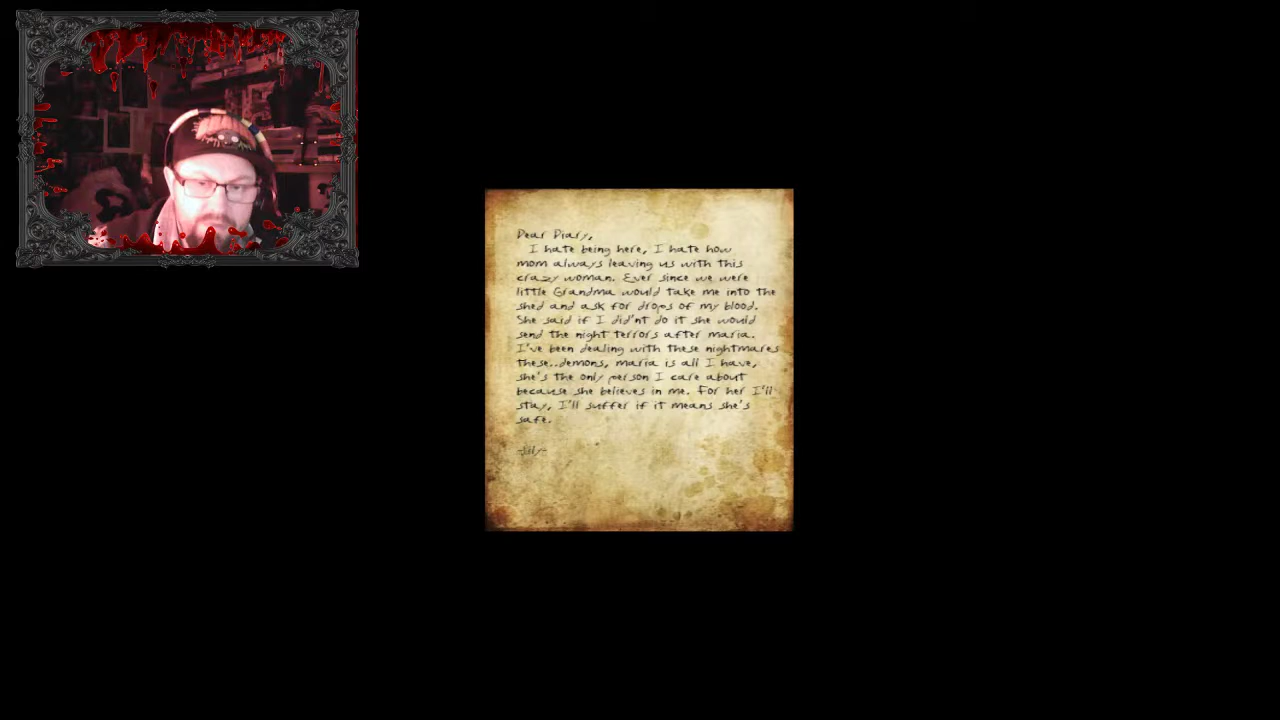 Dear Diary,
I hate being here, I hate how
mom always leaving us with this
crazy woman. Ever since we were
little Grandma would take me into the
shed and ask for drops of my blood.
She said if I did'nt do it she would
send the night terrors after maria.
I've been dealing with these nightmares
these..demons, maria is all I have,
she's the only person I care about
because she believes in me. For her I'll
stay, I'll suffer if it means she's
safe.
-Lily-